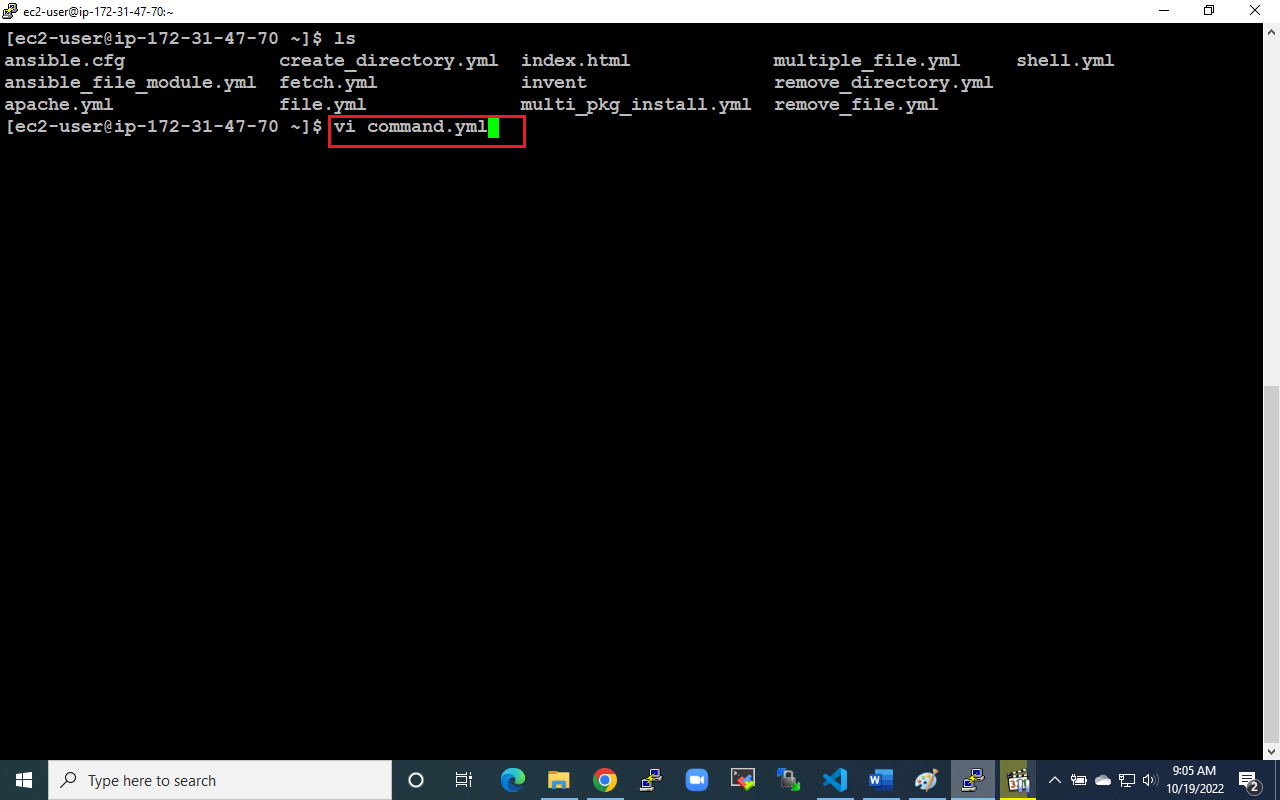 ec2-user@ip-172-31-47-70:~
[ec2-user@ip-172-31-47-70 ~]$ ls
ansible.cfg create_directory.yml index.html multiple_file.yml shell.yml
ansible_file_module.yml fetch.yml invent remove_directory.yml
apache.yml file.yml multi_pkg_install.yml remove_file.yml
[ec2-user@ip-172-31-47-70 ~]$ vi command.yml
Type here to search
9:05 AM
10/19/2022
2